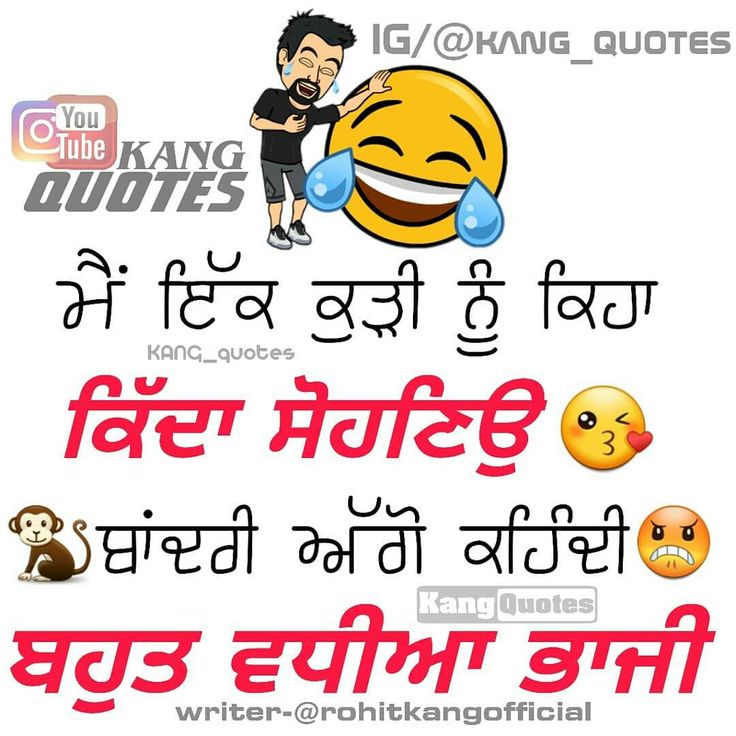 IG/@KANG_QUOTES
You
Tube
KANG
QUOTES
ਮੈਂ ਇੱਕ ਕੁੜੀ ਨੂੰ ਕਿਹਾ
KANG_quotes
ਕਿੱਦਾ ਸੋਹਣਿਉ
ਬਾਂਦਰੀ ਅੱਗੋ ਕਹਿੰਦੀ
Kang Quotes
ਬਹੁਤ ਵਧੀਆ ਭਾਜੀ
writer-@rohitkangofficial